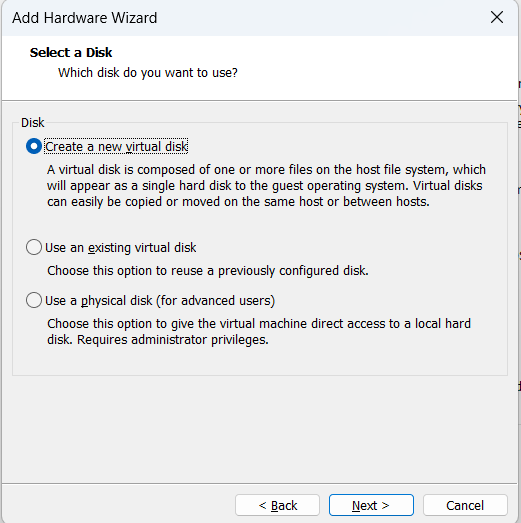 Add Hardware Wizard
Select a Disk
Which disk do you want to use?
Disk
Create a new virtual disk
A virtual disk is composed of one or more files on the host file system, which
will appear as a single hard disk to the guest operating system. Virtual disks
can easily be copied or moved on the same host or between hosts.
Use an existing virtual disk
Choose this option to reuse a previously configured disk.
Use a physical disk (for advanced users)
Choose this option to give the virtual machine direct access to a local hard
disk. Requires administrator privileges.
< Back
Next >
Cancel